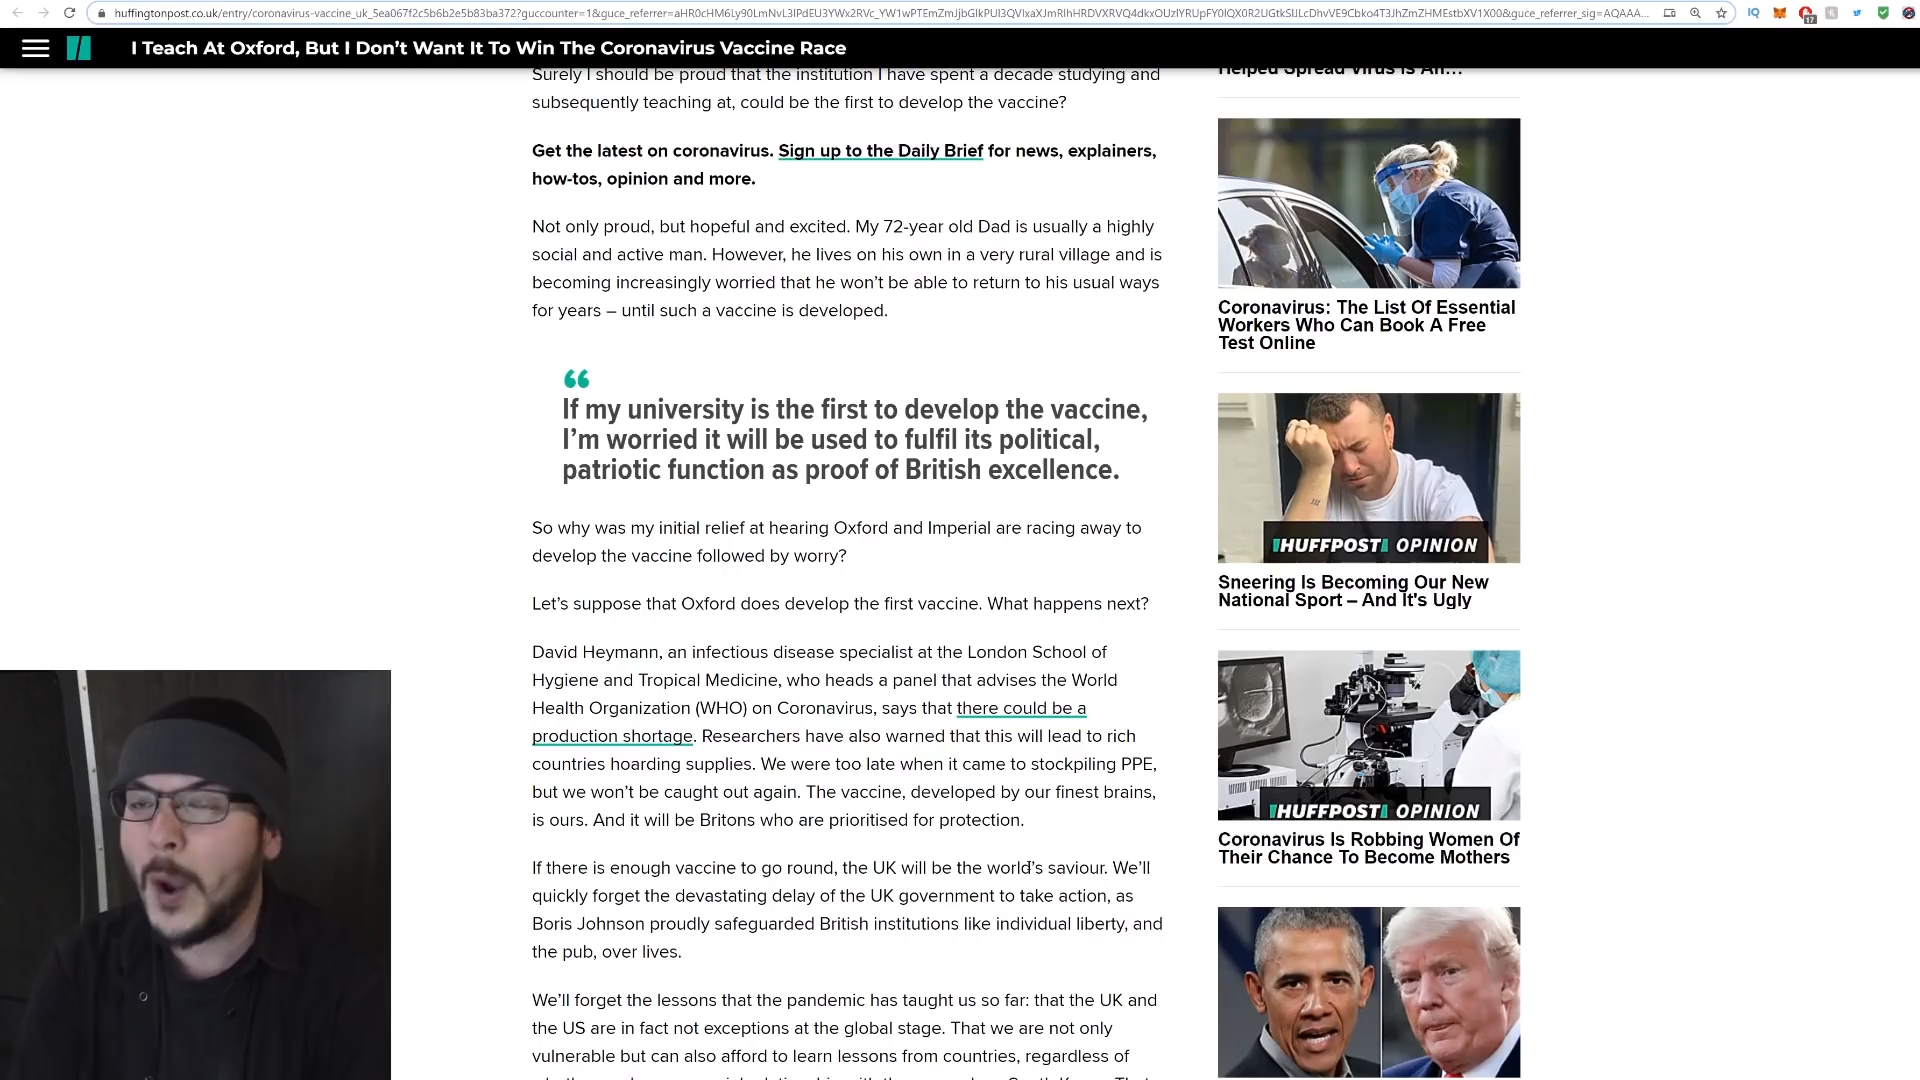 I Teach At Oxford, But I Don’t Want It To Win The Coronavirus Vaccine Race
Surely I should be proud that the institution I have spent a decade studying and
subsequently teaching at, could be the first to develop the vaccine?
Get the latest on coronavirus. Sign up to the Daily Brief for news, explainers,
how-tos, opinion and more.
Not only proud, but hopeful and excited. My 72-year old Dad is usually a highly
social and active man. However, he lives on his own in a very rural village and is
becoming increasingly worried that he won’t be able to return to his usual ways
for years – until such a vaccine is developed.
“
If my university is the first to develop the vaccine,
I’m worried it will be used to fulfil its political,
patriotic function as proof of British excellence.
So why was my initial relief at hearing Oxford and Imperial are racing away to
develop the vaccine followed by worry?
Let’s suppose that Oxford does develop the first vaccine. What happens next?
David Heymann, an infectious disease specialist at the London School of
Hygiene and Tropical Medicine, who heads a panel that advises the World
Health Organization (WHO) on Coronavirus, says that there could be a
production shortage. Researchers have also warned that this will lead to rich
countries hoarding supplies. We were too late when it came to stockpiling PPE,
but we won’t be caught out again. The vaccine, developed by our finest brains,
is ours. And it will be Britons who are prioritised for protection.
If there is enough vaccine to go round, the UK will be the world’s saviour. We’ll
quickly forget the devastating delay of the UK government to take action, as
Boris Johnson proudly safeguarded British institutions like individual liberty, and
the pub, over lives.
We’ll forget the lessons that the pandemic has taught us so far: that the UK and
the US are in fact not exceptions at the global stage. That we are not only
vulnerable but can also afford to learn lessons from countries, regardless of
Helped Spread Virus Is An...
Coronavirus: The List Of Essential
Workers Who Can Book A Free
Test Online
HUFFPOST OPINION
Sneering Is Becoming Our New
National Sport – And It's Ugly
HUFFPOST OPINION
Coronavirus Is Robbing Women Of
Their Chance To Become Mothers